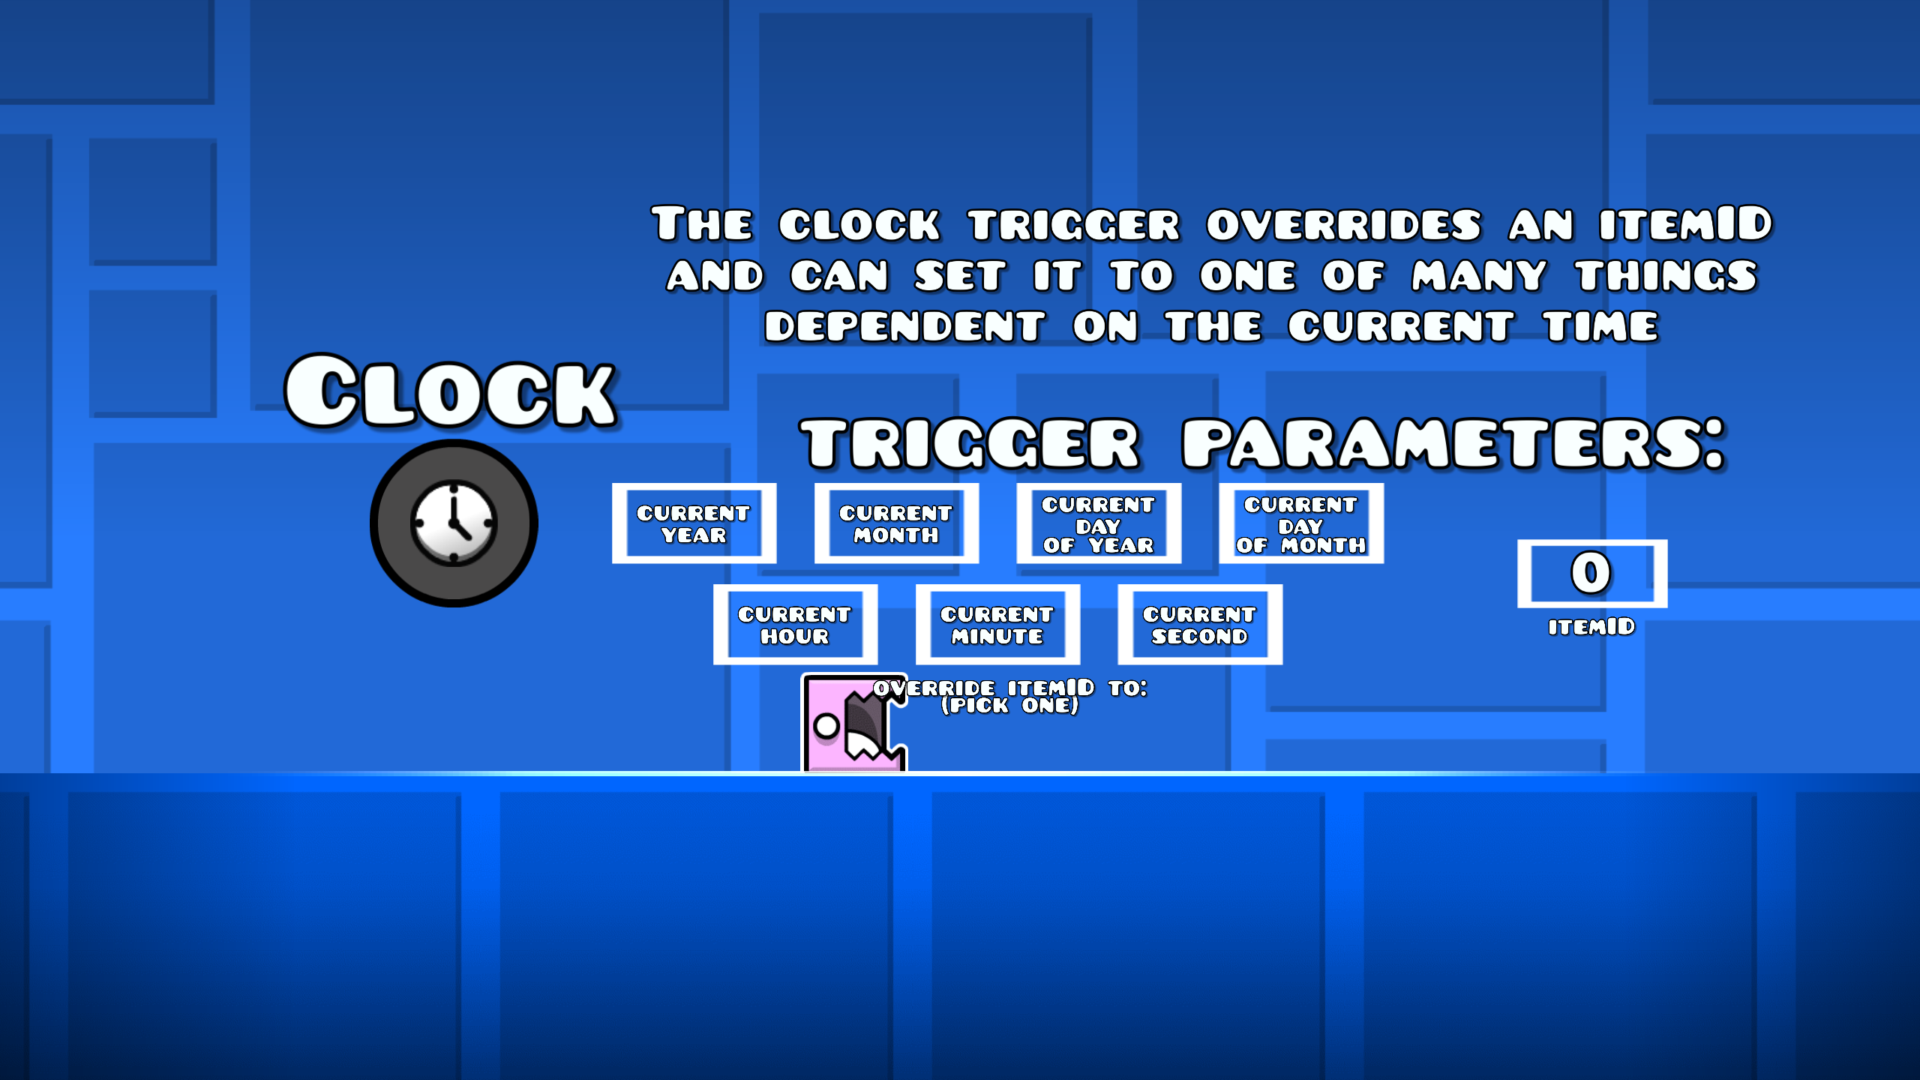 The clock trigger overrides an itemID
and can set it to one of many things
dependent on the current time
Clock
trigger parameters:
current
year
current
month
current
day
of year
current
day
of month
0
itemID
current
hour
current
minute
current
second
override itemID to:
(pick one)